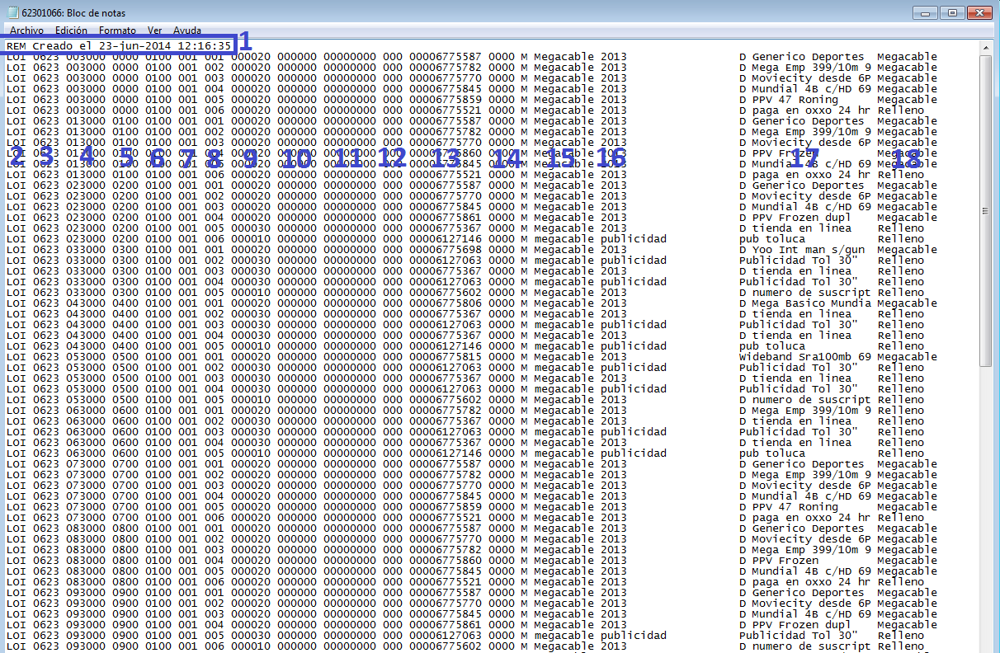 62301066: Bloc de notas
Archivo Edición Formato Ver Ayuda
REM Creado el 23-jun-2014 12:16:35 1
LOI 0623 003000 0000 0100 001 001 000020 000000 00000000 000 00006775587 0000 M Megacable 2013 D Generico Deportes Megacable
LOI 0623 003000 0000 0100 001 002 000020 000000 00000000 000 00006775782 0000 M Megacable 2013 D Mega Emp 399/10m 9 Megacable
LOI 0623 003000 0000 0100 001 003 000020 000000 00000000 000 00006775770 0000 M Megacable 2013 D Moviecity desde 6P Megacable
LOI 0623 003000 0000 0100 001 004 000020 000000 00000000 000 00006775845 0000 M Megacable 2013 D Mundial 4B c/HD 69 Megacable
LOI 0623 003000 0000 0100 001 005 000020 000000 00000000 000 00006775859 0000 M Megacable 2013 D PPV 47 Roning Megacable
LOI 0623 003000 0000 0100 001 006 000020 000000 00000000 000 00006775521 0000 M Megacable 2013 D paga en oxxo 24 hr Relleno
LOI 0623 013000 0100 0100 001 001 000020 000000 00000000 000 00006775587 0000 M Megacable 2013 D Generico Deportes Megacable
LOI 0623 013000 0100 0100 001 002 000020 000000 00000000 000 00006775782 0000 M Megacable 2013 D Mega Emp 399/10m 9 Megacable
LOI 0623 013000 0100 0100 001 003 000020 000000 00000000 000 00006775770 0000 M Megacable 2013 D Moviecity desde 6P Megacable
LOI 0623 013000 0100 0100 001 004 000020 000000 00000000 000 00006775860 0000 M Megacable 2013 D PPV Frozen Megacable
2 3 4 5 6 7 8 9 10 11 12 13 14 15 16 17 18
LOI 0623 013000 0100 0100 001 005 000020 000000 00000000 000 00006775845 0000 M Megacable 2013 D Mundial 4B c/HD 69 Megacable
LOI 0623 013000 0100 0100 001 006 000020 000000 00000000 000 00006775521 0000 M Megacable 2013 D paga en oxxo 24 hr Relleno
LOI 0623 023000 0200 0100 001 001 000020 000000 00000000 000 00006775587 0000 M Megacable 2013 D Generico Deportes Megacable
LOI 0623 023000 0200 0100 001 002 000020 000000 00000000 000 00006775770 0000 M Megacable 2013 D Moviecity desde 6P Megacable
LOI 0623 023000 0200 0100 001 003 000020 000000 00000000 000 00006775845 0000 M Megacable 2013 D Mundial 4B c/HD 69 Megacable
LOI 0623 023000 0200 0100 001 004 000020 000000 00000000 000 00006775861 0000 M Megacable 2013 D PPV Frozen dupl Megacable
LOI 0623 023000 0200 0100 001 005 000030 000000 00000000 000 00006775367 0000 M Megacable 2013 D tienda en linea Relleno
LOI 0623 023000 0200 0100 001 006 000010 000000 00000000 000 00006127146 0000 M megacable publicidad pub toluca Relleno
LOI 0623 033000 0300 0100 001 001 000020 000000 00000000 000 00006775698 0000 M Megacable 2013 D Yoo Int man s/gun Megacable
LOI 0623 033000 0300 0100 001 002 000030 000000 00000000 000 00006127063 0000 M megacable publicidad Publicidad Tol 30" Relleno
LOI 0623 033000 0300 0100 001 003 000030 000000 00000000 000 00006775367 0000 M Megacable 2013 D tienda en linea Relleno
LOI 0623 033000 0300 0100 001 004 000030 000000 00000000 000 00006127063 0000 M megacable publicidad Publicidad Tol 30" Relleno
LOI 0623 033000 0300 0100 001 005 000010 000000 00000000 000 00006775602 0000 M Megacable 2013 D numero de suscript Relleno
LOI 0623 043000 0400 0100 001 001 000020 000000 00000000 000 00006775806 0000 M Megacable 2013 D Mega Basico Mundia Megacable
LOI 0623 043000 0400 0100 001 002 000030 000000 00000000 000 00006775367 0000 M Megacable 2013 D tienda en linea Relleno
LOI 0623 043000 0400 0100 001 003 000030 000000 00000000 000 00006127063 0000 M megacable publicidad Publicidad Tol 30" Relleno
LOI 0623 043000 0400 0100 001 004 000030 000000 00000000 000 00006775367 0000 M Megacable 2013 D tienda en linea Relleno
LOI 0623 043000 0400 0100 001 005 000010 000000 00000000 000 00006127146 0000 M megacable publicidad pub toluca Relleno
LOI 0623 053000 0500 0100 001 001 000020 000000 00000000 000 00006775815 0000 M Megacable 2013 Wideband Sra100mb 69 Megacable
LOI 0623 053000 0500 0100 001 002 000030 000000 00000000 000 00006127063 0000 M megacable publicidad Publicidad Tol 30" Relleno
LOI 0623 053000 0500 0100 001 003 000030 000000 00000000 000 00006775367 0000 M Megacable 2013 D tienda en linea Relleno
LOI 0623 053000 0500 0100 001 004 000030 000000 00000000 000 00006127063 0000 M megacable publicidad Publicidad Tol 30" Relleno
LOI 0623 053000 0500 0100 001 005 000010 000000 00000000 000 00006775602 0000 M Megacable 2013 D numero de suscript Relleno
LOI 0623 063000 0600 0100 001 001 000020 000000 00000000 000 00006775782 0000 M Megacable 2013 D Mega Emp 399/10m 9 Megacable
LOI 0623 063000 0600 0100 001 002 000030 000000 00000000 000 00006775367 0000 M Megacable 2013 D tienda en linea Relleno
LOI 0623 063000 0600 0100 001 003 000030 000000 00000000 000 00006127063 0000 M megacable publicidad Publicidad Tol 30" Relleno
LOI 0623 063000 0600 0100 001 004 000030 000000 00000000 000 00006775367 0000 M Megacable 2013 D tienda en linea Relleno
LOI 0623 063000 0600 0100 001 005 000010 000000 00000000 000 00006127146 0000 M megacable publicidad pub toluca Relleno
LOI 0623 073000 0700 0100 001 001 000020 000000 00000000 000 00006775587 0000 M Megacable 2013 D Generico Deportes Megacable
LOI 0623 073000 0700 0100 001 002 000020 000000 00000000 000 00006775782 0000 M Megacable 2013 D Mega Emp 399/10m 9 Megacable
LOI 0623 073000 0700 0100 001 003 000020 000000 00000000 000 00006775770 0000 M Megacable 2013 D Moviecity desde 6P Megacable
LOI 0623 073000 0700 0100 001 004 000020 000000 00000000 000 00006775845 0000 M Megacable 2013 D Mundial 4B c/HD 69 Megacable
LOI 0623 073000 0700 0100 001 005 000020 000000 00000000 000 00006775859 0000 M Megacable 2013 D PPV 47 Roning Megacable
LOI 0623 073000 0700 0100 001 006 000020 000000 00000000 000 00006775521 0000 M Megacable 2013 D paga en oxxo 24 hr Relleno
LOI 0623 083000 0800 0100 001 001 000020 000000 00000000 000 00006775587 0000 M Megacable 2013 D Generico Deportes Megacable
LOI 0623 083000 0800 0100 001 002 000020 000000 00000000 000 00006775770 0000 M Megacable 2013 D Moviecity desde 6P Megacable
LOI 0623 083000 0800 0100 001 003 000020 000000 00000000 000 00006775782 0000 M Megacable 2013 D Mega Emp 399/10m 9 Megacable
LOI 0623 083000 0800 0100 001 004 000020 000000 00000000 000 00006775860 0000 M Megacable 2013 D PPV Frozen Megacable
LOI 0623 083000 0800 0100 001 005 000020 000000 00000000 000 00006775845 0000 M Megacable 2013 D Mundial 4B c/HD 69 Megacable
LOI 0623 083000 0800 0100 001 006 000020 000000 00000000 000 00006775521 0000 M Megacable 2013 D paga en oxxo 24 hr Relleno
LOI 0623 093000 0900 0100 001 001 000020 000000 00000000 000 00006775587 0000 M Megacable 2013 D Generico Deportes Megacable
LOI 0623 093000 0900 0100 001 002 000020 000000 00000000 000 00006775770 0000 M Megacable 2013 D Moviecity desde 6P Megacable
LOI 0623 093000 0900 0100 001 003 000020 000000 00000000 000 00006775845 0000 M Megacable 2013 D Mundial 4B c/HD 69 Megacable
LOI 0623 093000 0900 0100 001 004 000020 000000 00000000 000 00006775861 0000 M Megacable 2013 D PPV Frozen dupl Megacable
LOI 0623 093000 0900 0100 001 005 000030 000000 00000000 000 00006127063 0000 M megacable publicidad Publicidad Tol 30" Relleno
LOI 0623 093000 0900 0100 001 006 000010 000000 00000000 000 00006775602 0000 M Megacable 2013 D numero de suscript Relleno